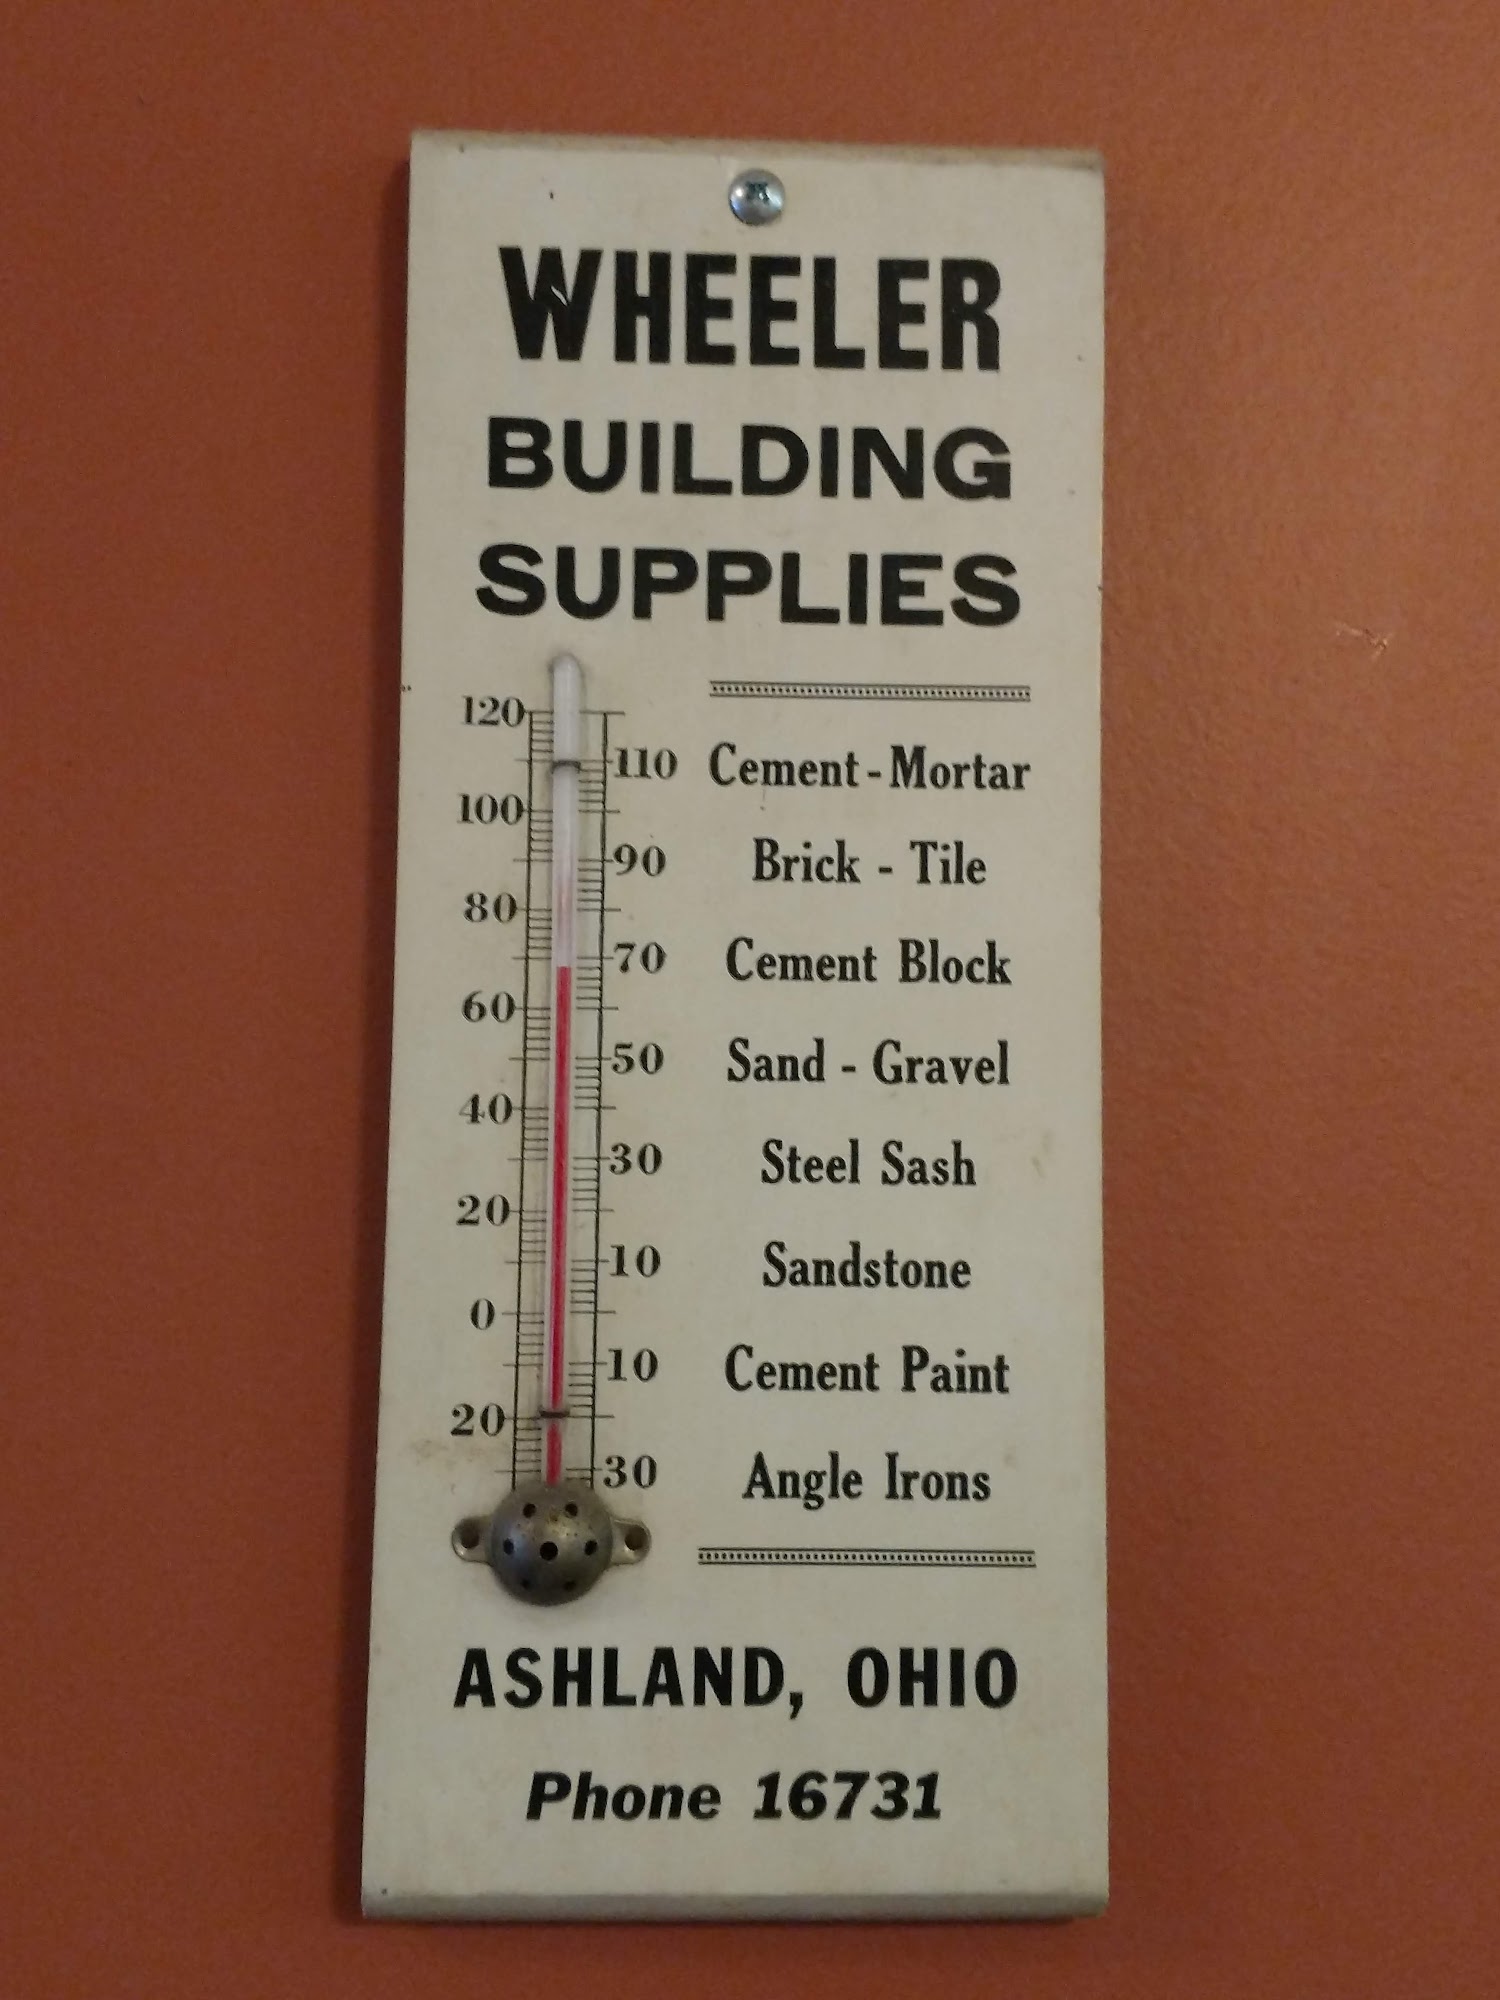 WHEELER
BUILDING
SUPPLIES
120
110 Cement-Mortar
100
90 Brick - Tile
80
70 Cement Block
60
50 Sand - Gravel
40
30 Steel Sash
20
10 Sandstone
0
10 Cement Paint
20
30 Angle Irons
ASHLAND, OHIO
Phone 16731